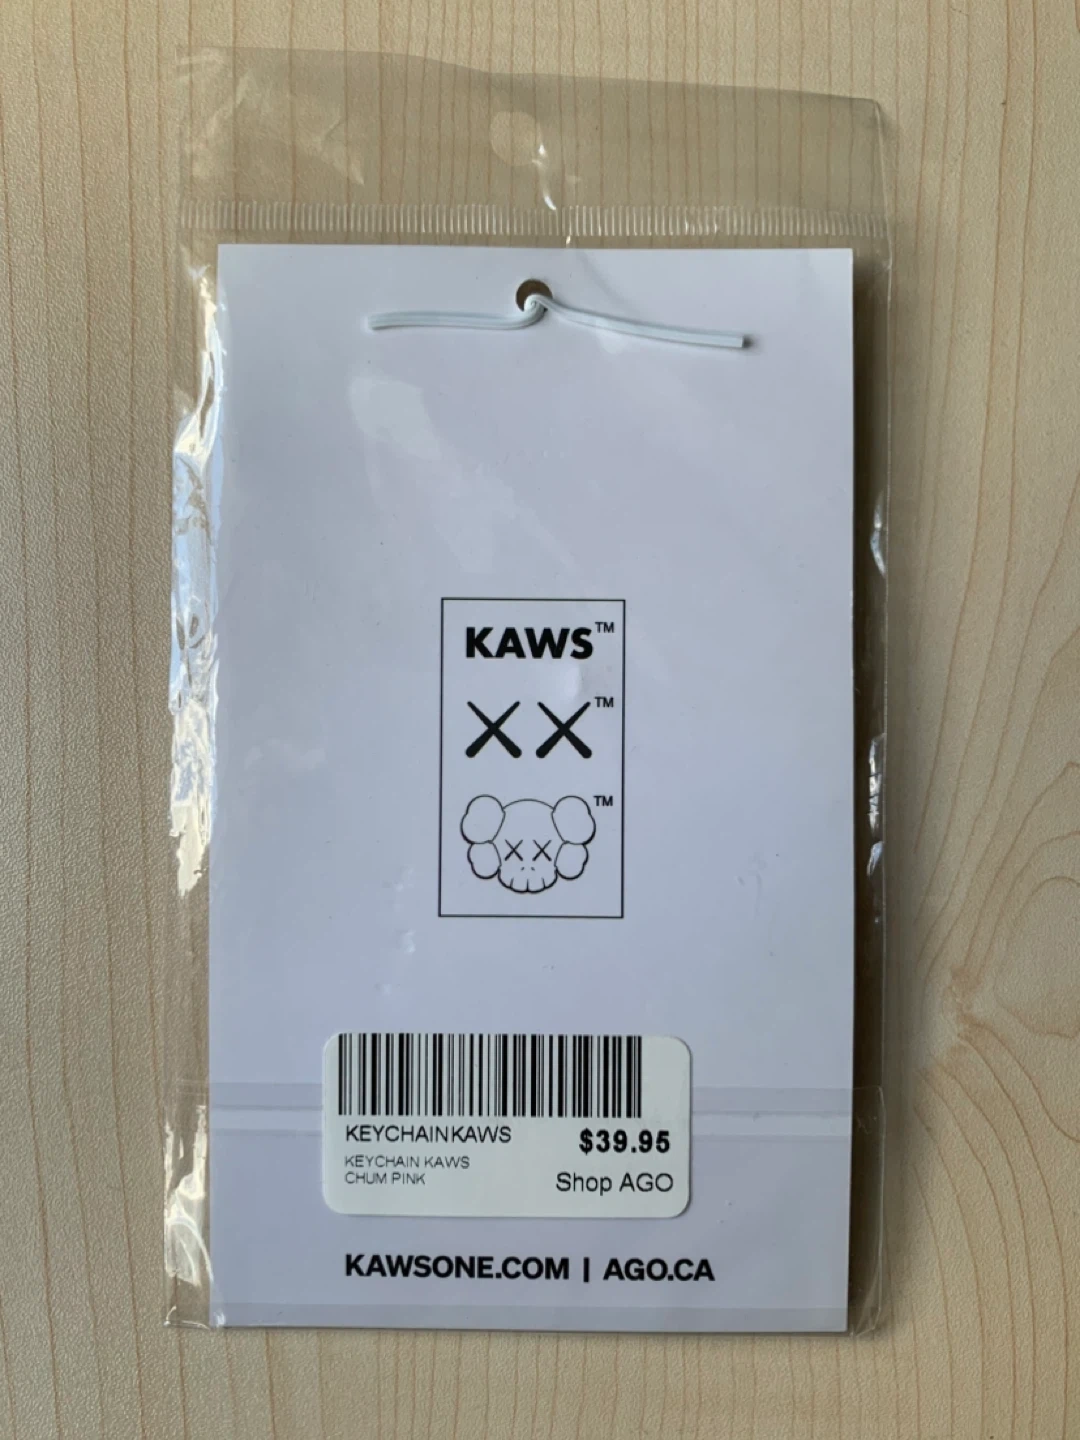 KAWS™
XX™
™
KEYCHAINKAWS
$39.95
KEYCHAIN KAWS
CHUM PINK
Shop AGO
KAWSONE.COM | AGO.CA